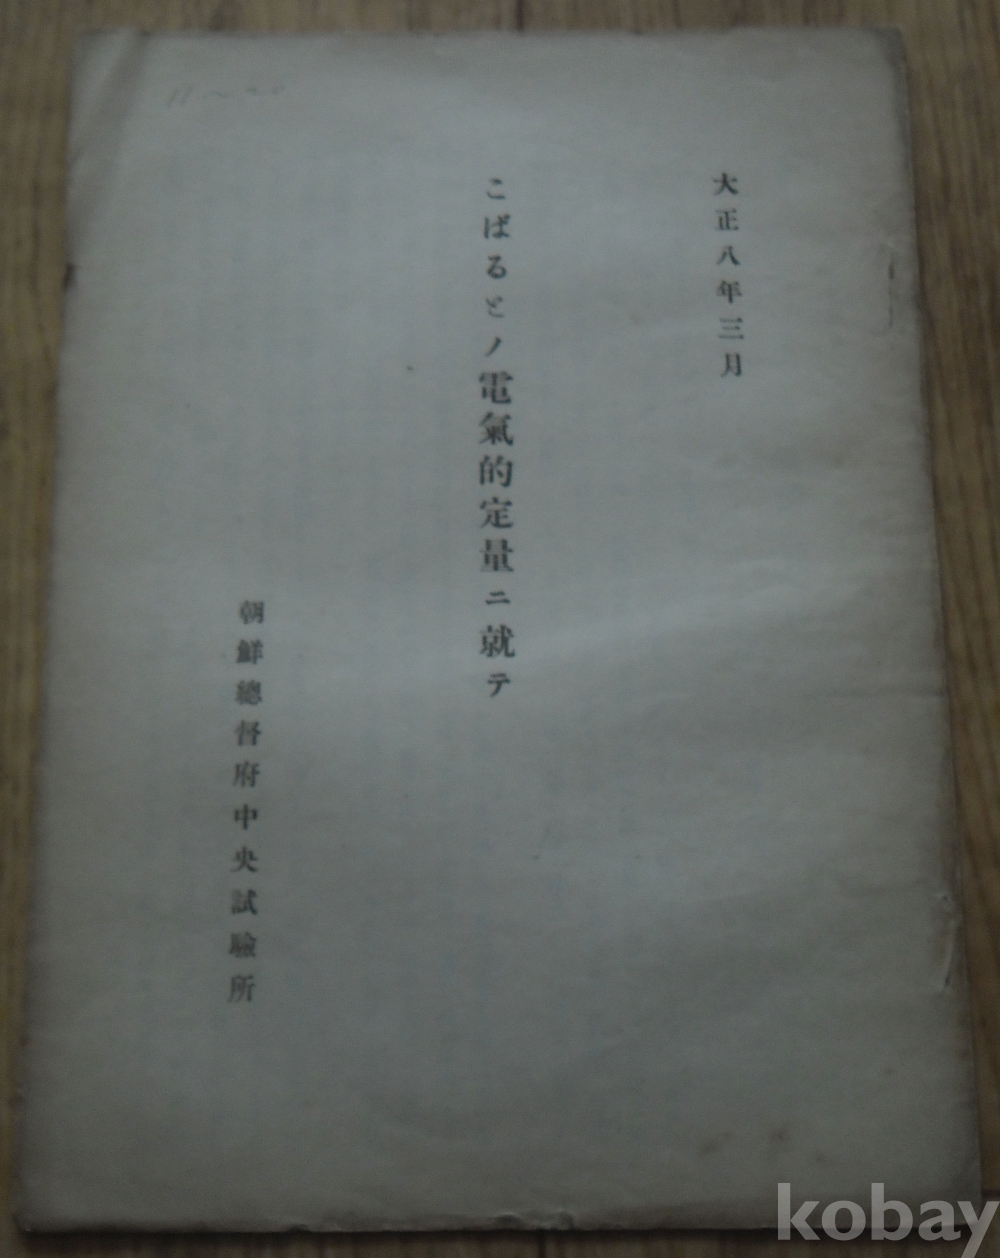 大正八年三月
こばるとノ電氣的定量ニ就テ
朝鮮總督府中央試驗所
kobay